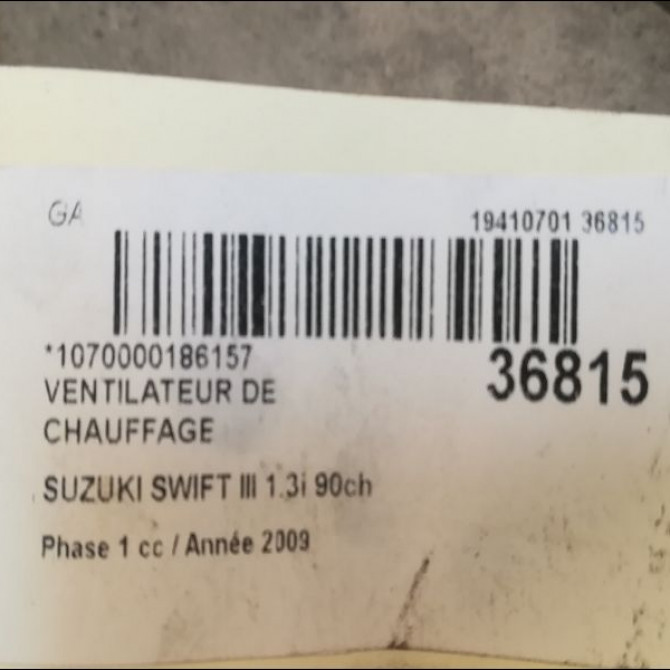 GA
19410701 36815
*1070000186157
36815
VENTILATEUR DE
CHAUFFAGE
SUZUKI SWIFT III 1.3i 90ch
Phase 1 cc / Année 2009